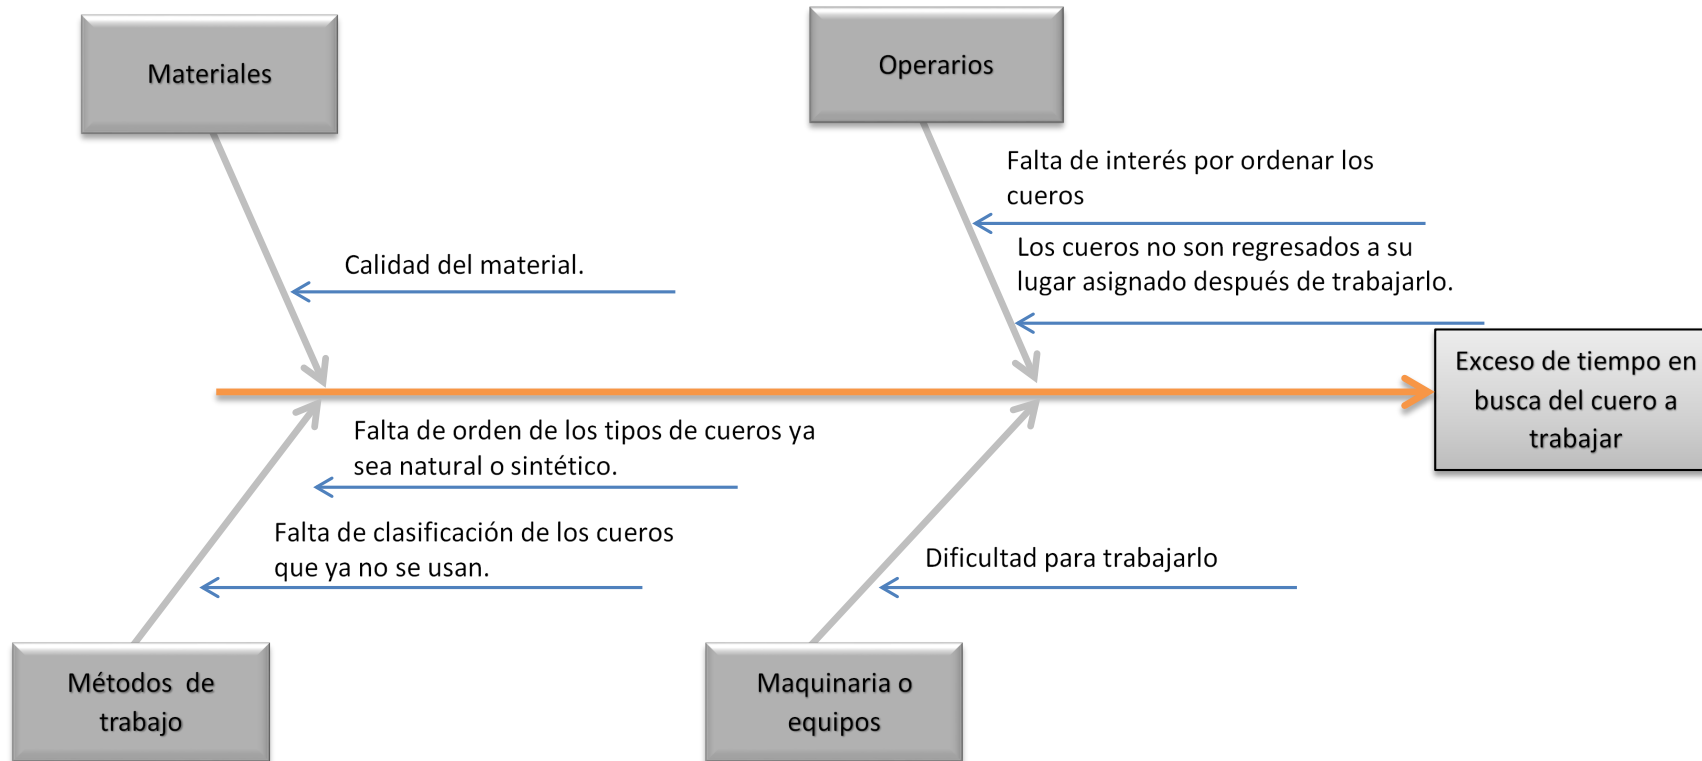 Materiales
Operarios
Falta de interés por ordenar los
cueros
Los cueros no son regresados a su
lugar asignado después de trabajarlo.
Calidad del material.
Exceso de tiempo en
busca del cuero a
trabajar
Falta de orden de los tipos de cueros ya
sea natural o sintético.
Falta de clasificación de los cueros
que ya no se usan.
Dificultad para trabajarlo
Métodos de
trabajo
Maquinaria o
equipos